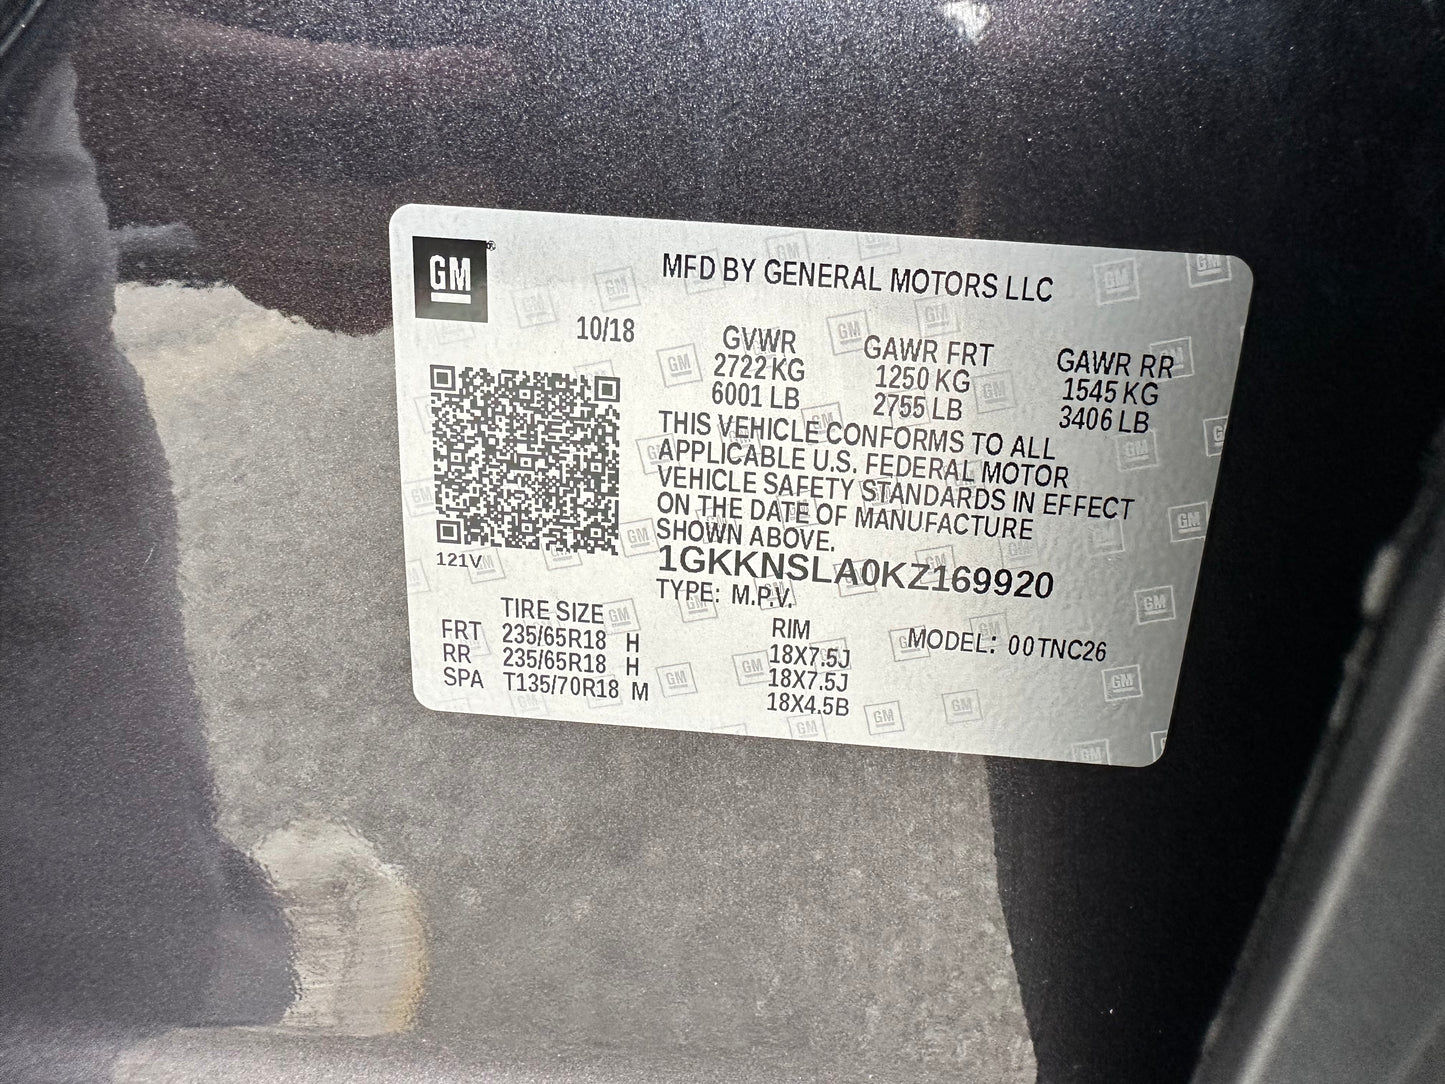 GM
MFD BY GENERAL MOTORS LLC
10/18
GVWR GAWR FRT GAWR RR
2722 KG 1250 KG 1545 KG
6001 LB 2755 LB 3406 LB
THIS VEHICLE CONFORMS TO ALL
APPLICABLE U.S. FEDERAL MOTOR
VEHICLE SAFETY STANDARDS IN EFFECT
ON THE DATE OF MANUFACTURE
SHOWN ABOVE.
121V
1GKKNSLA0KZ169920
TYPE: M.P.V.
TIRE SIZE RIM MODEL: 00TNC26
FRT 235/65R18 H 18X7.5J
RR 235/65R18 H 18X7.5J
SPA T135/70R18 M 18X4.5B